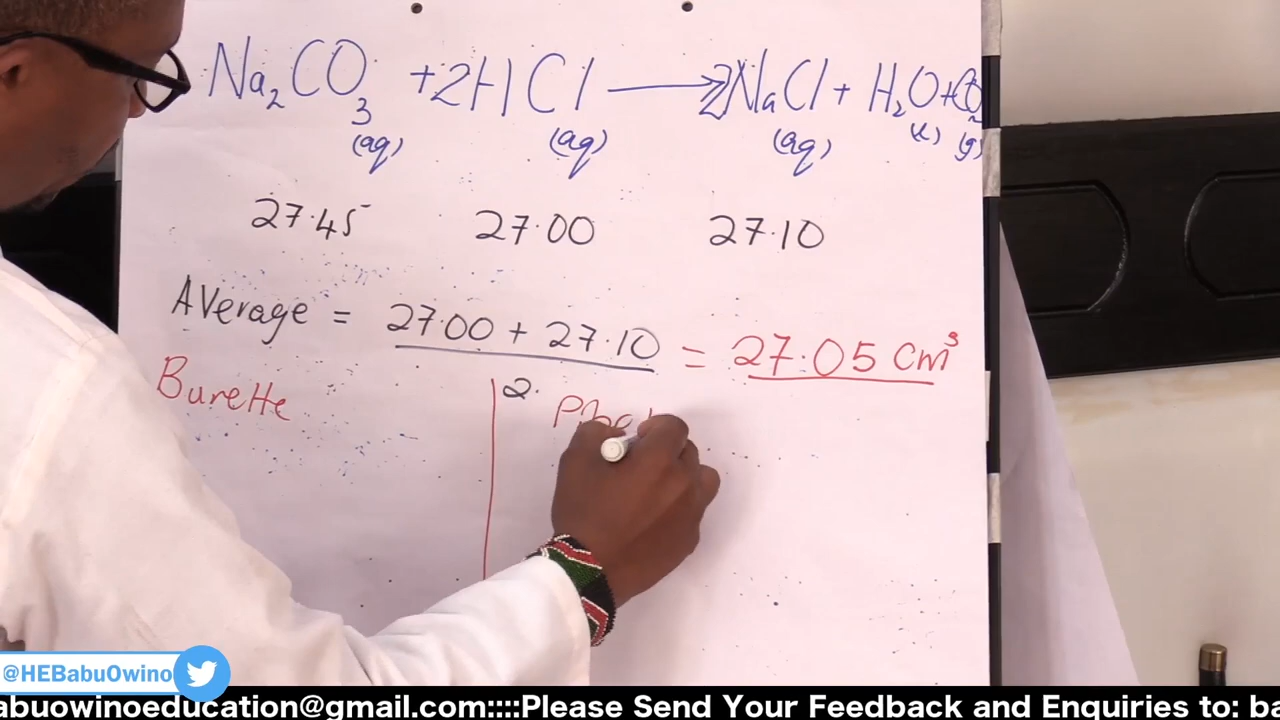 Na₂CO₃ + 2HCl → 2NaCl + H₂O + CO₂
(aq) (aq) (aq) (l) (g)
27.45 27.00 27.10
Average = 27.00 + 27.10 = 27.05 Cm³
Burette
2.
@HEBabuOwino
abuowinoeducation@gmail.com::::Please Send Your Feedback and Enquiries to: ba